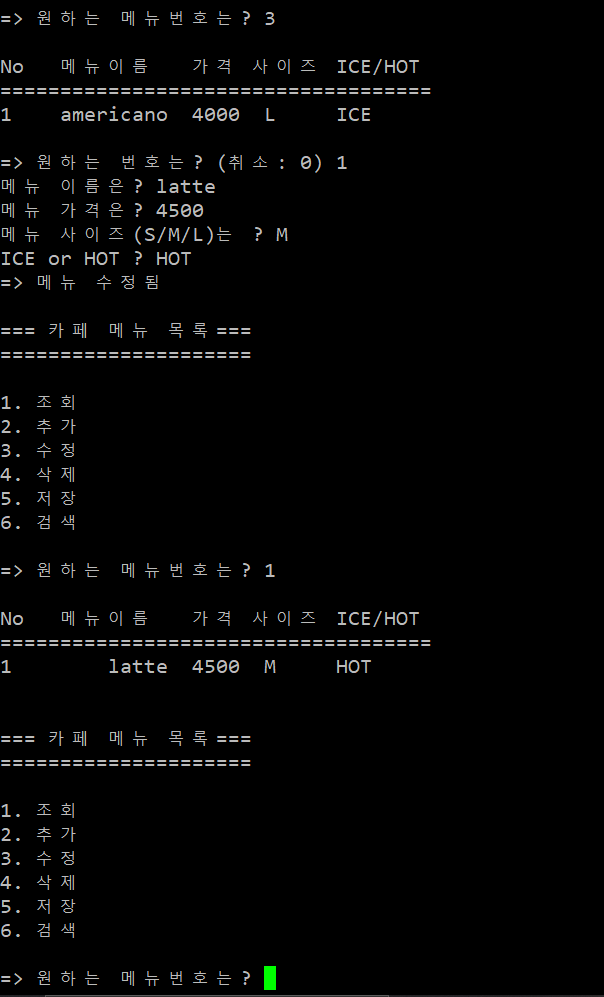 => 원하는 메뉴번호는? 3
No 메뉴이름 가격 사이즈 ICE/HOT
====================================
1 americano 4000 L ICE
=> 원하는 번호는? (취소: 0) 1
메뉴 이름은? latte
메뉴 가격은? 4500
메뉴 사이즈(S/M/L)는 ? M
ICE or HOT ? HOT
=> 메뉴 수정됨
=== 카페 메뉴 목록 ===
=====================
1. 조회
2. 추가
3. 수정
4. 삭제
5. 저장
6. 검색
=> 원하는 메뉴번호는? 1
No 메뉴이름 가격 사이즈 ICE/HOT
====================================
1 latte 4500 M HOT
=== 카페 메뉴 목록 ===
=====================
1. 조회
2. 추가
3. 수정
4. 삭제
5. 저장
6. 검색
=> 원하는 메뉴번호는?